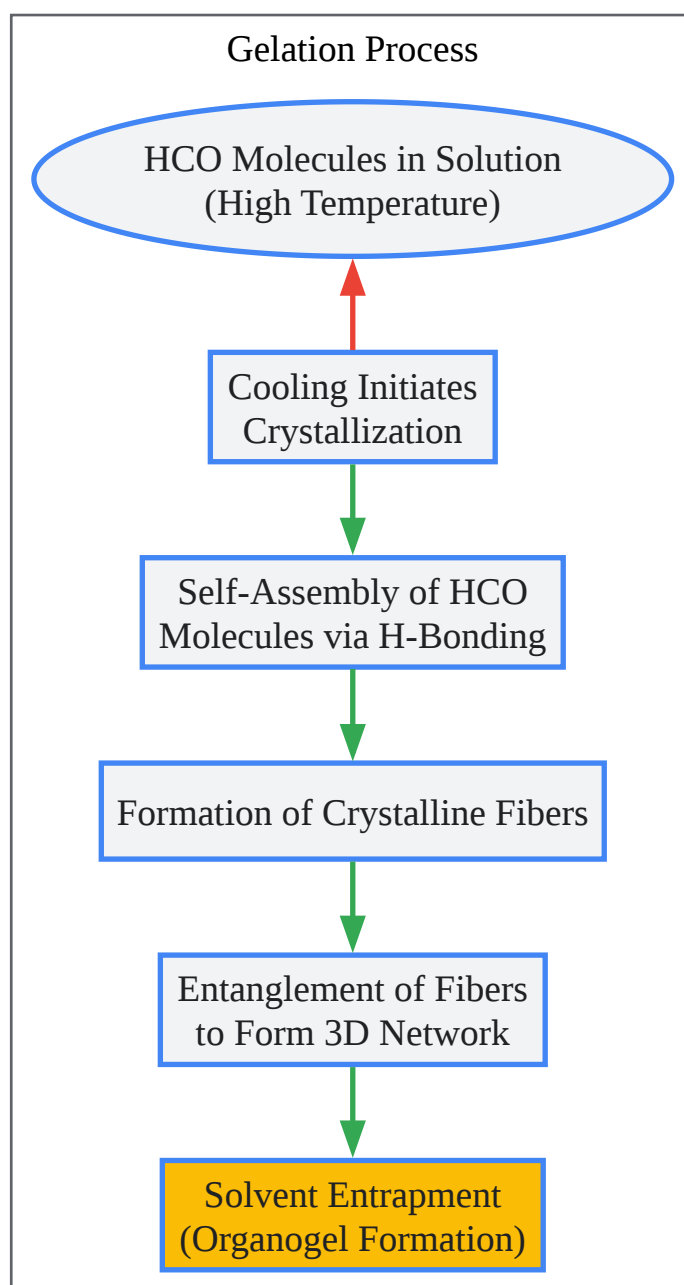 Gelation Process
HCO Molecules in Solution
(High Temperature)
Cooling Initiates
Crystallization
Self-Assembly of HCO
Molecules via H-Bonding
Formation of Crystalline Fibers
Entanglement of Fibers
to Form 3D Network
Solvent Entrapment
(Organogel Formation)